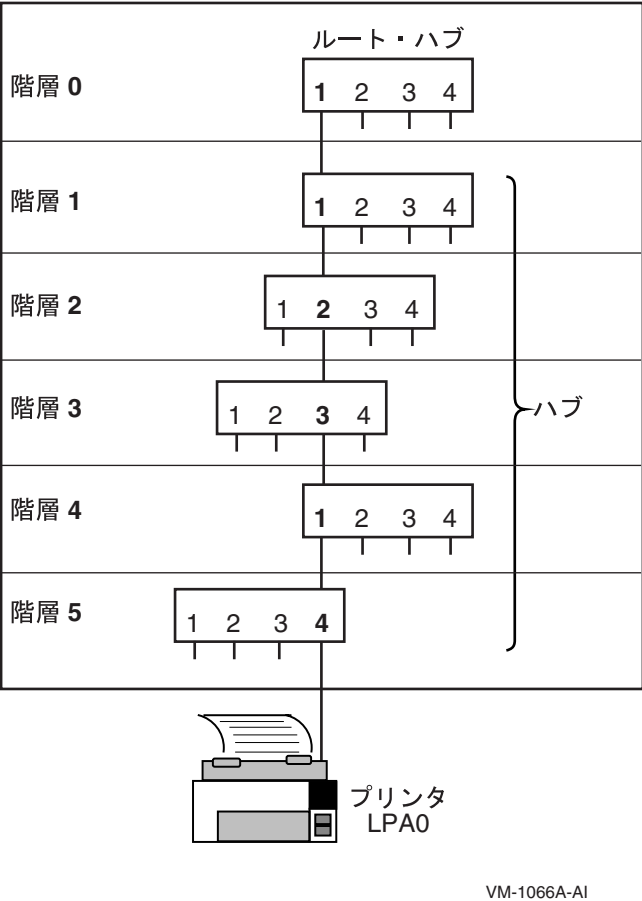 ルート・ハブ
階層 0
1 2 3 4
階層 1
1 2 3 4
階層 2
1 2 3 4
階層 3
1 2 3 4
ハブ
階層 4
1 2 3 4
階層 5
1 2 3 4
プリンタ
LPA0
VM-1066A-AI